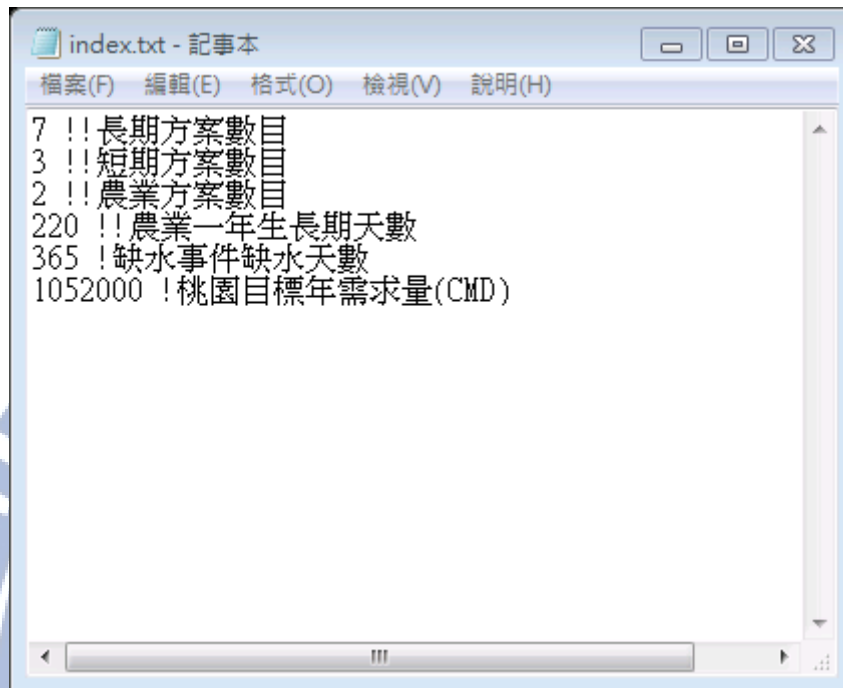 index.txt - 記事本
檔案(F) 編輯(E) 格式(O) 檢視(V) 說明(H)
7 !!長期方案數目
3 !!短期方案數目
2 !!農業方案數目
220 !!農業一年生長期天數
365 !缺水事件缺水天數
1052000 !桃園目標年需求量(CMD)